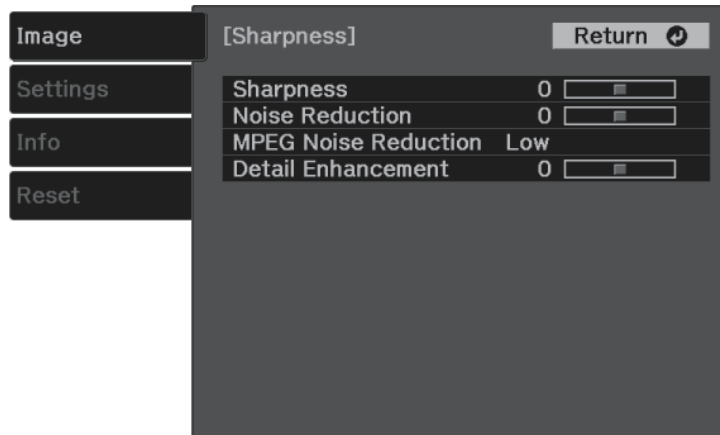 Image
Settings
Info
Reset
[Sharpness]
Return
Sharpness 0
Noise Reduction 0
MPEG Noise Reduction Low
Detail Enhancement 0